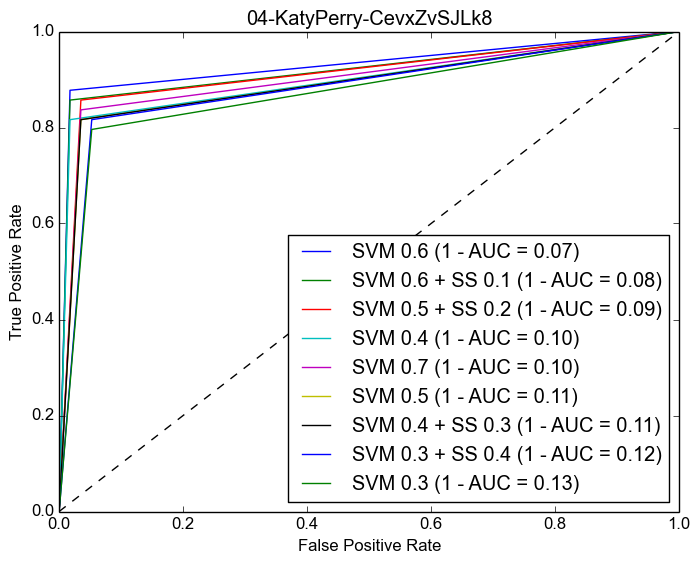 04-KatyPerry-CevxZvSJLk8
1.0
0.8
0.6
0.4
0.2
0.0
True Positive Rate
SVM 0.6 (1 - AUC = 0.07)
SVM 0.6 + SS 0.1 (1 - AUC = 0.08)
SVM 0.5 + SS 0.2 (1 - AUC = 0.09)
SVM 0.4 (1 - AUC = 0.10)
SVM 0.7 (1 - AUC = 0.10)
SVM 0.5 (1 - AUC = 0.11)
SVM 0.4 + SS 0.3 (1 - AUC = 0.11)
SVM 0.3 + SS 0.4 (1 - AUC = 0.12)
SVM 0.3 (1 - AUC = 0.13)
0.0 0.2 0.4 0.6 0.8 1.0
False Positive Rate